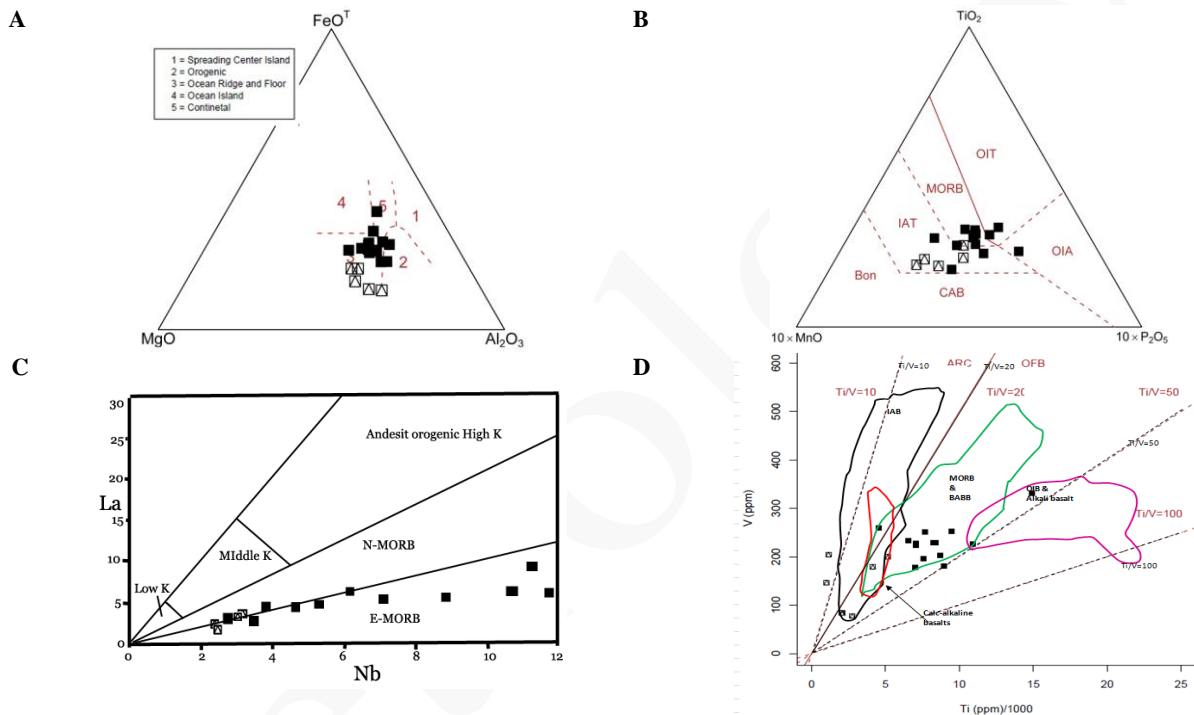 A
FeOᵀ
1 = Spreading Center Island
2 = Orogenic
3 = Ocean Ridge and Floor
4 = Ocean Island
5 = Continetal
4
5
1
3
2
MgO
Al₂O₃
B
TiO₂
OIT
MORB
IAT
OIA
Bon
CAB
10 × MnO
10 × P₂O₅
C
30
25
20
15
10
5
0
La
Andesit orogenic High K
N-MORB
MIddle K
Low K
E-MORB
0
2
4
6
8
10
12
Nb
D
600
500
400
300
200
100
0
V (ppm)
ARC
OFB
Ti/V=10
Ti/V=20
Ti/V=10
Ti/V=20
Ti/V=50
IAB
Ti/V=50
MORB
&
BABB
OIB &
Alkali basalt
Ti/V=100
Ti/V=100
Calc-alkaline
basalts
0
5
10
15
20
25
Ti (ppm)/1000